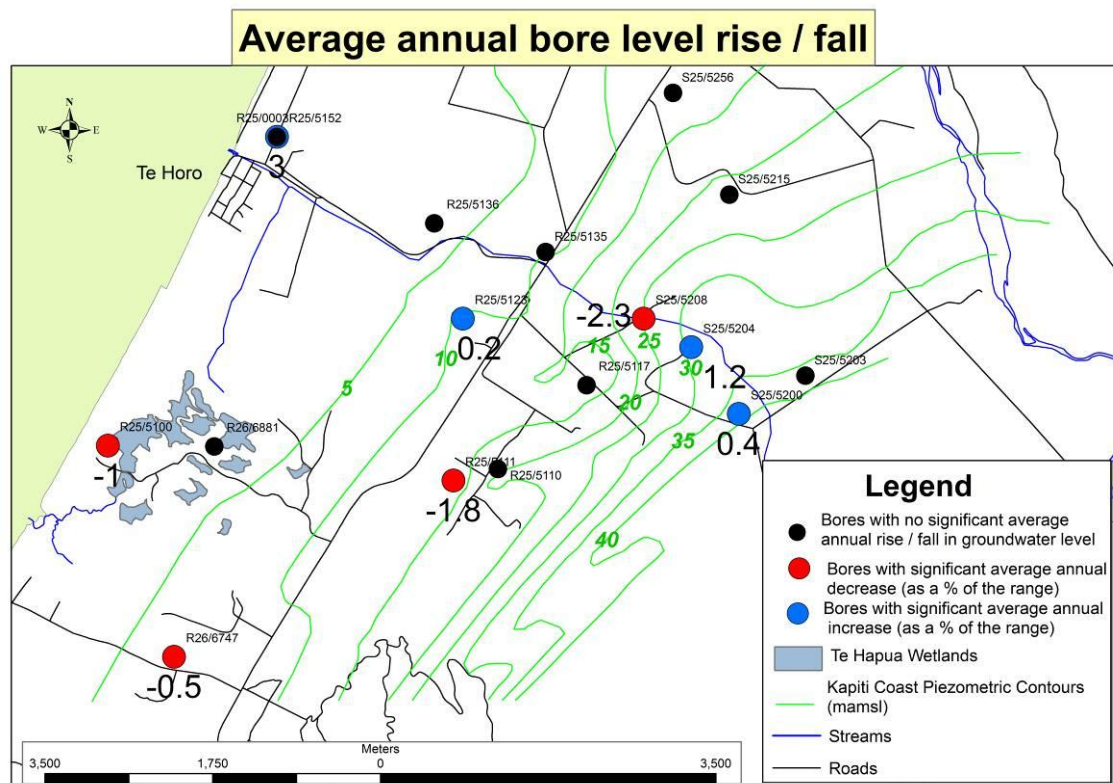 Average annual bore level rise / fall
S25/5256
N
W E
S
R25/0003R25/5152
3
Te Horo
S25/5215
R25/5136
R25/5135
R25/5123
0.2
-2.3
S25/5208
S25/5204
15
25
30
10
5
R25/5117
1.2
S25/5203
20
S25/5200
0.4
35
R25/5100
-1
R26/6881
R25/5111
R25/5110
-1.8
40
R26/6747
-0.5
Legend
Bores with no significant average
annual rise / fall in groundwater level
Bores with significant average annual
decrease (as a % of the range)
Bores with significant average annual
increase (as a % of the range)
Te Hapua Wetlands
Kapiti Coast Piezometric Contours
(mamsl)
Streams
Roads
Meters
3,500 1,750 0 3,500